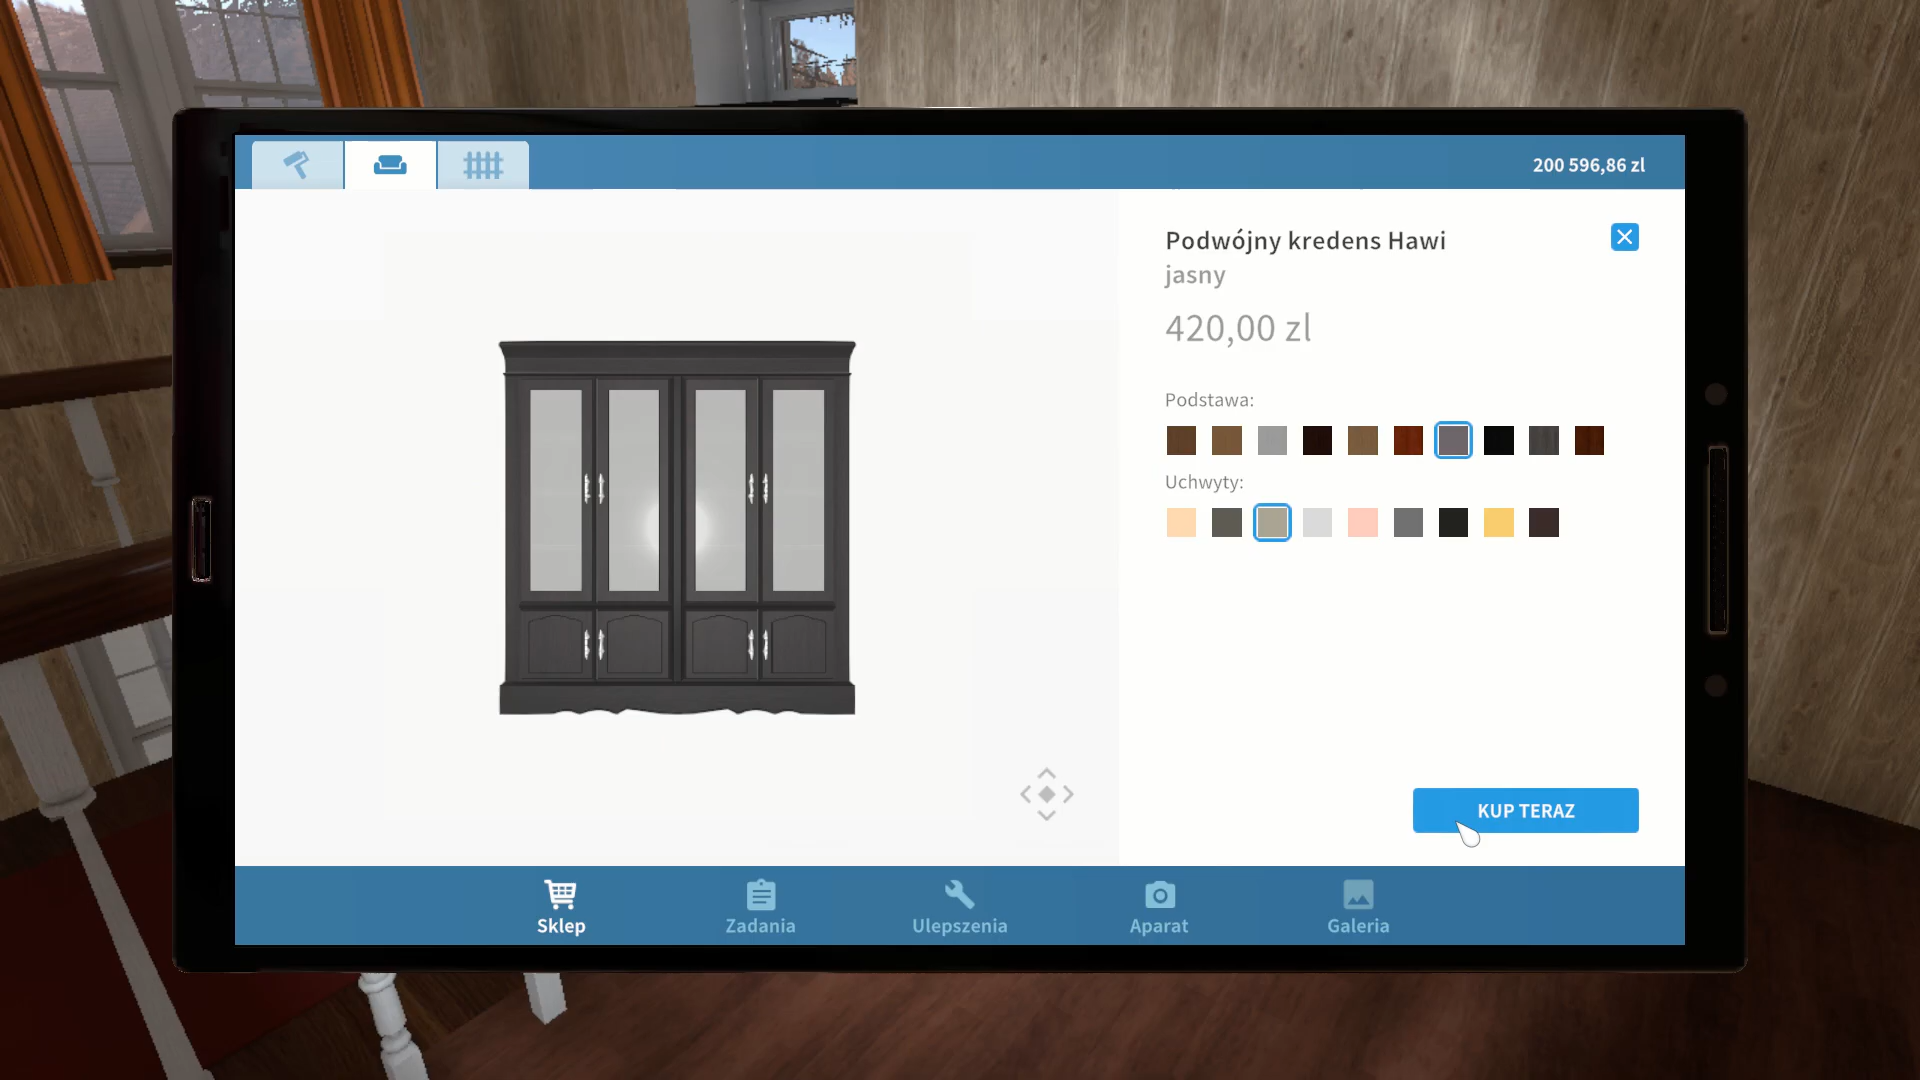 200 596,86 zl
Podwójny kredens Hawi
jasny
420,00 zl
Podstawa:
Uchwyty:
KUP TERAZ
Sklep
Zadania
Ulepszenia
Aparat
Galeria